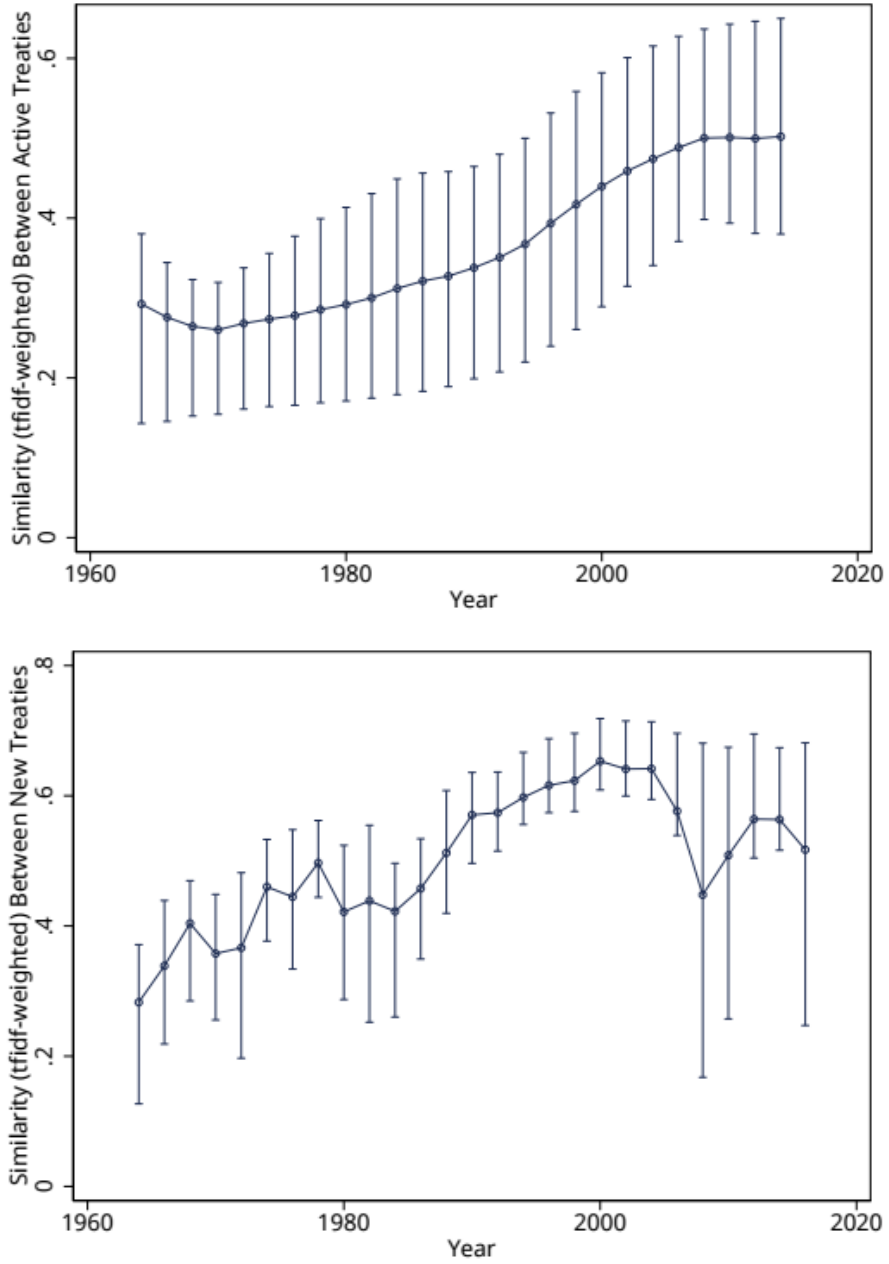 Similarity (tfidf-weighted) Between Active Treaties
.6
.4
.2
0
1960 1980 2000 2020
Year
Similarity (tfidf-weighted) Between New Treaties
.8
.6
.4
.2
0
1960 1980 2000 2020
Year